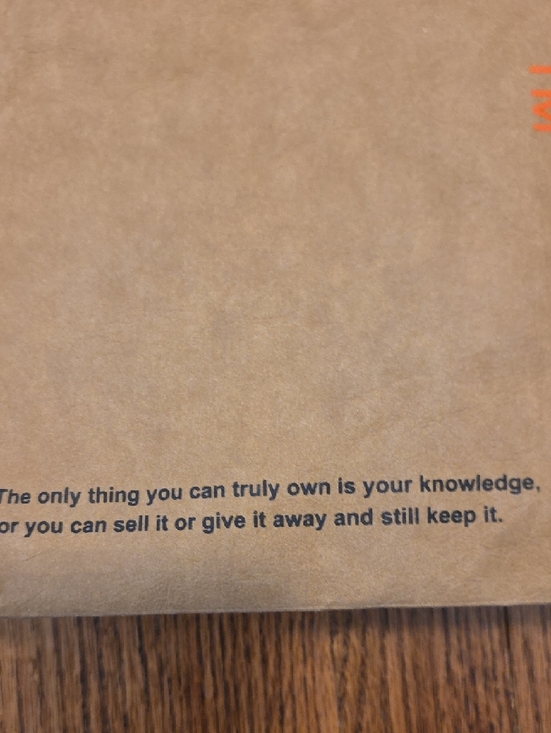 The only thing you can truly own is your knowledge,
or you can sell it or give it away and still keep it.